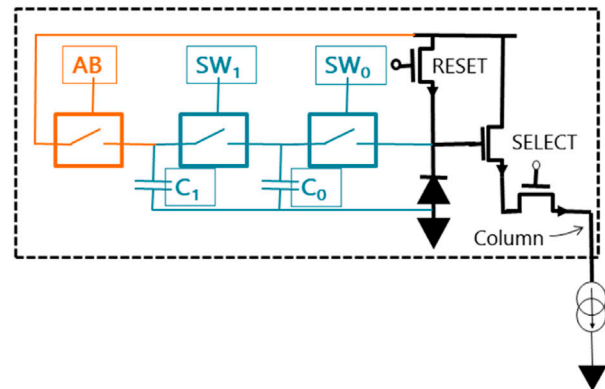 AB
SW₁
SW₀
RESET
SELECT
C₁
C₀
Column